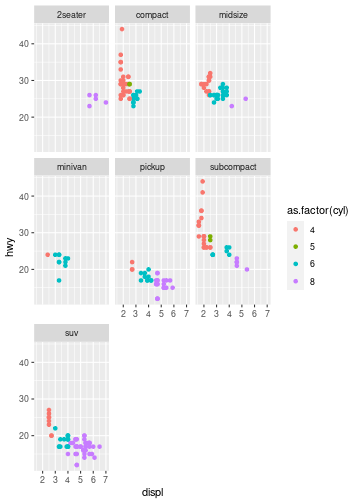 2seater compact midsize
40
30
20
minivan pickup subcompact
as.factor(cyl)
4
5
6
8
hwy
40
30
20
2 3 4 5 6 7 2 3 4 5 6 7
suv
40
30
20
2 3 4 5 6 7
displ